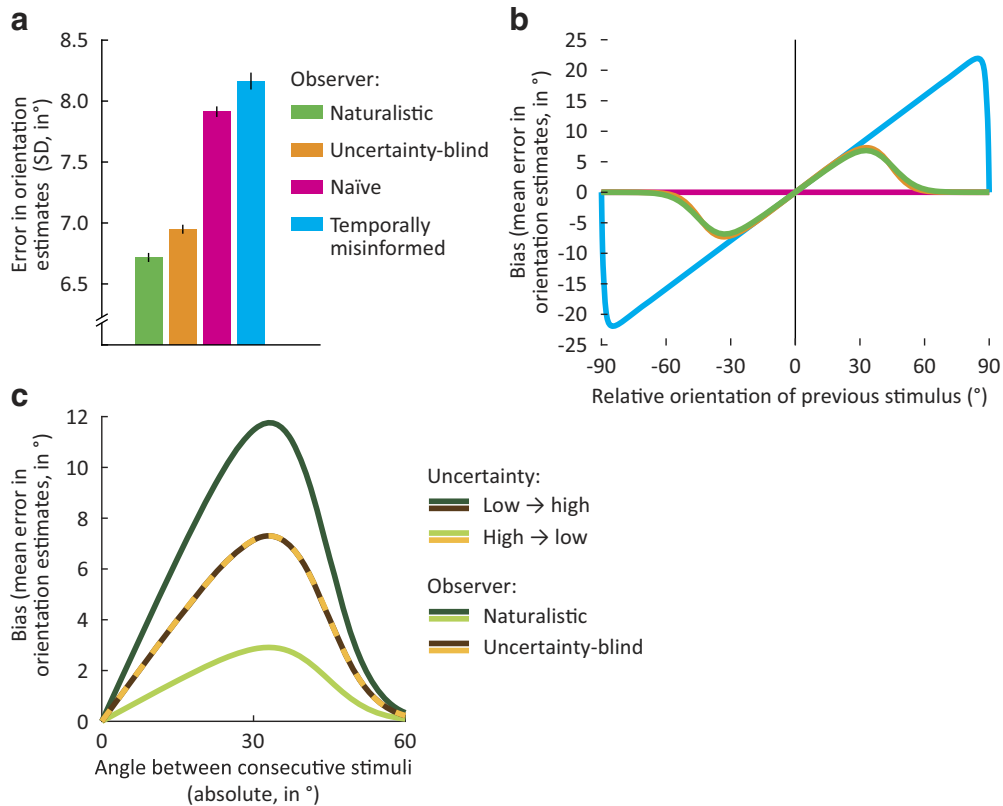 a
8.5
8.0
7.5
7.0
6.5
Error in orientation
estimates (SD, in°)
Observer:
Naturalistic
Uncertainty-blind
Naïve
Temporally
misinformed
b
25
20
15
10
5
0
-5
-10
-15
-20
-25
Bias (mean error in
orientation estimates, in °)
-90
-60
-30
0
30
60
90
Relative orientation of previous stimulus (°)
c
12
10
8
6
4
2
0
Bias (mean error in
orientation estimates, in °)
0
30
60
Angle between consecutive stimuli
(absolute, in °)
Uncertainty:
Low → high
High → low
Observer:
Naturalistic
Uncertainty-blind